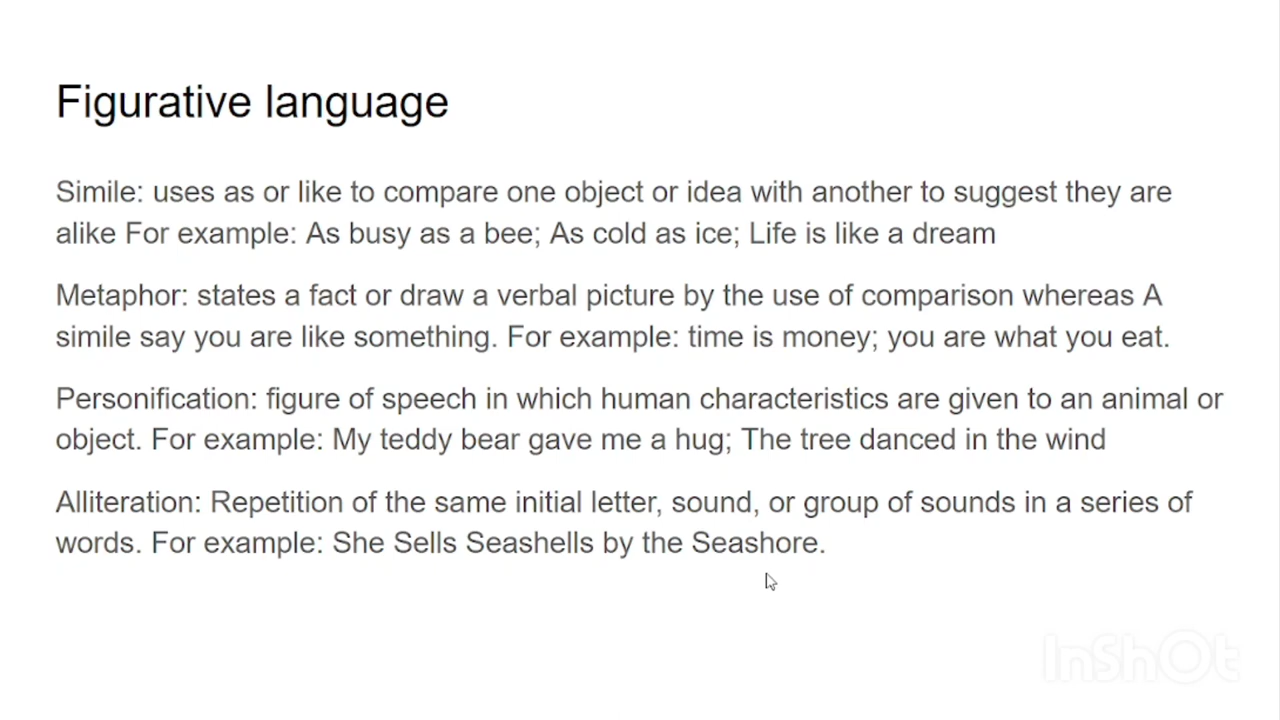 Figurative language
Simile: uses as or like to compare one object or idea with another to suggest they are
alike For example: As busy as a bee; As cold as ice; Life is like a dream
Metaphor: states a fact or draw a verbal picture by the use of comparison whereas A
simile say you are like something. For example: time is money; you are what you eat.
Personification: figure of speech in which human characteristics are given to an animal or
object. For example: My teddy bear gave me a hug; The tree danced in the wind
Alliteration: Repetition of the same initial letter, sound, or group of sounds in a series of
words. For example: She Sells Seashells by the Seashore.
InShOt